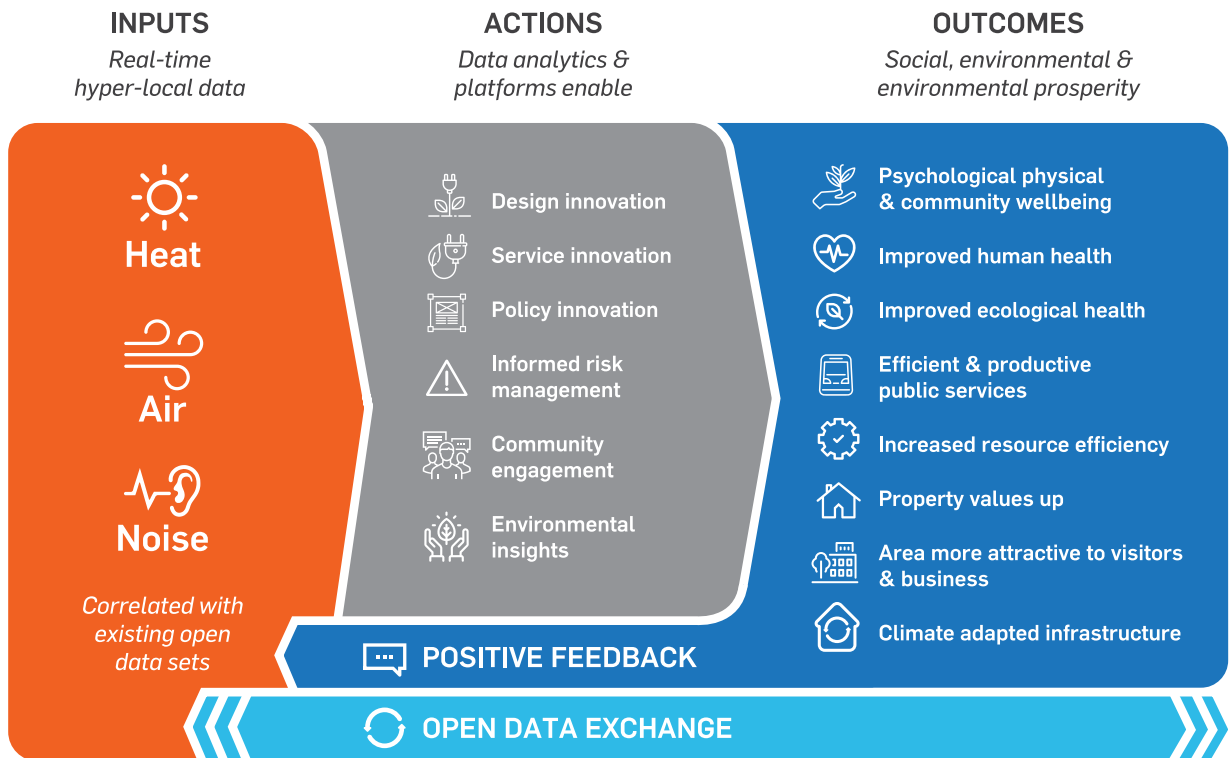 INPUTS
Real-time
hyper-local data
Heat
Air
Noise
Correlated with
existing open
data sets
ACTIONS
Data analytics &
platforms enable
Design innovation
Service innovation
Policy innovation
Informed risk
management
Community
engagement
Environmental
insights
OUTCOMES
Social, environmental &
environmental prosperity
Psychological physical
& community wellbeing
Improved human health
Improved ecological health
Efficient & productive
public services
Increased resource efficiency
Property values up
Area more attractive to visitors
& business
Climate adapted infrastructure
POSITIVE FEEDBACK
OPEN DATA EXCHANGE